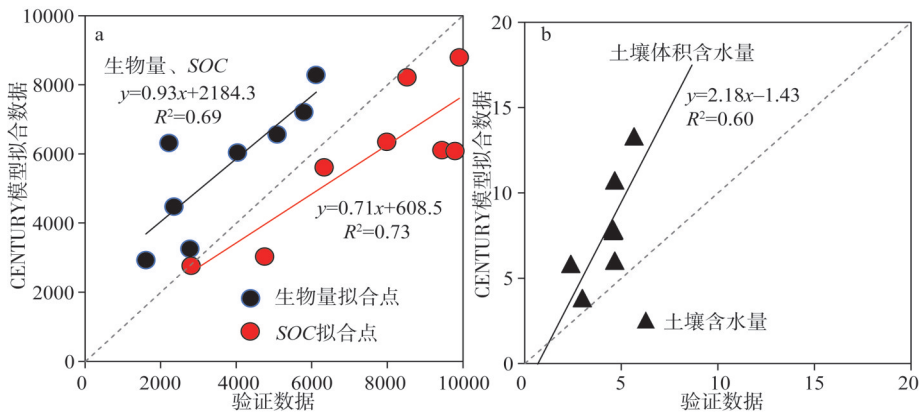 a
生物量、SOC
y=0.93x+2184.3
R²=0.69
y=0.71x+608.5
R²=0.73
生物量拟合点
SOC拟合点
CENTURY模型拟合数据
10000
8000
6000
4000
2000
0
0 2000 4000 6000 8000 10000
验证数据
b
土壤体积含水量
y=2.18x–1.43
R²=0.60
土壤含水量
CENTURY模型拟合数据
20
15
10
5
0
0 5 10 15 20
验证数据